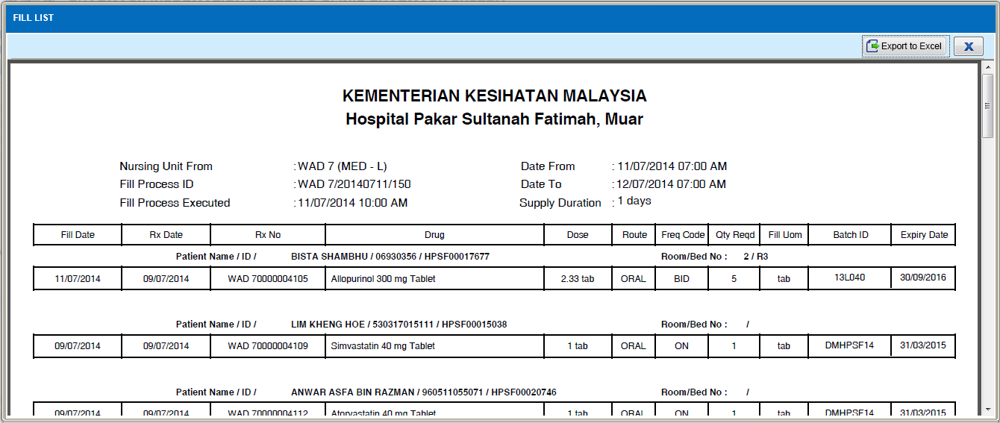 FILL LIST
Export to Excel
X
KEMENTERIAN KESIHATAN MALAYSIA
Hospital Pakar Sultanah Fatimah, Muar
Nursing Unit From : WAD 7 (MED - L) Date From : 11/07/2014 07:00 AM
Fill Process ID : WAD 7/20140711/150 Date To : 12/07/2014 07:00 AM
Fill Process Executed : 11/07/2014 10:00 AM Supply Duration : 1 days
Fill Date Rx Date Rx No Drug Dose Route Freq Code Qty Reqd Fill Uom Batch ID Expiry Date
Patient Name / ID / BISTA SHAMBHU / 06930356 / HPSF00017677 Room/Bed No : 2 / R3
11/07/2014 09/07/2014 WAD 70000004105 Allopurinol 300 mg Tablet 2.33 tab ORAL BID 5 tab 13L040 30/09/2016
Patient Name / ID / LIM KHENG HOE / 530317015111 / HPSF00015038 Room/Bed No : /
09/07/2014 09/07/2014 WAD 70000004109 Simvastatin 40 mg Tablet 1 tab ORAL ON 1 tab DMHPSF14 31/03/2015
Patient Name / ID / ANWAR ASFA BIN RAZMAN / 960511055071 / HPSF00020746 Room/Bed No : /
09/07/2014 09/07/2014 WAD 70000004112 Atorvastatin 40 mg Tablet 1 tab ORAL ON 1 tab DMHPSF14 31/03/2015